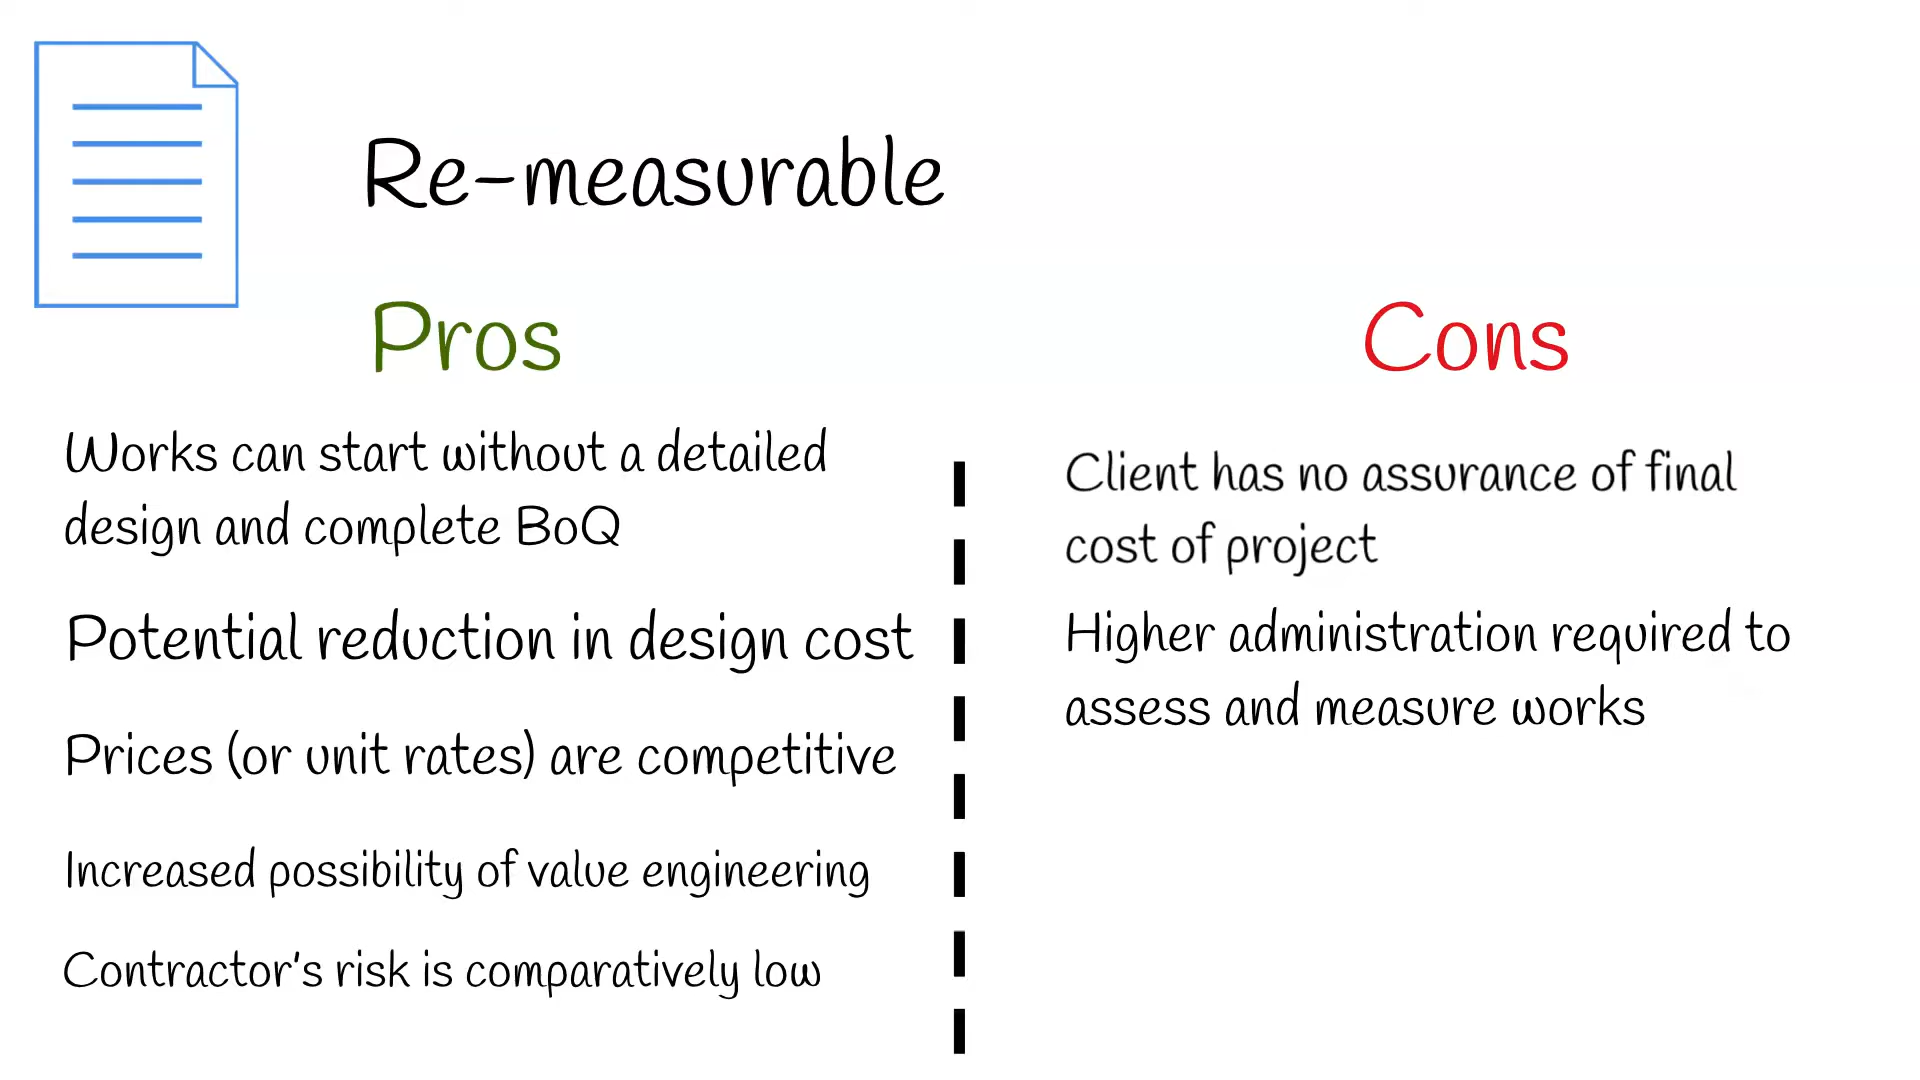 Re-measurable
Pros
Works can start without a detailed
design and complete BoQ
Potential reduction in design cost
Prices (or unit rates) are competitive
Increased possibility of value engineering
Contractor's risk is comparatively low
Cons
Client has no assurance of final
cost of project
Higher administration required to
assess and measure works